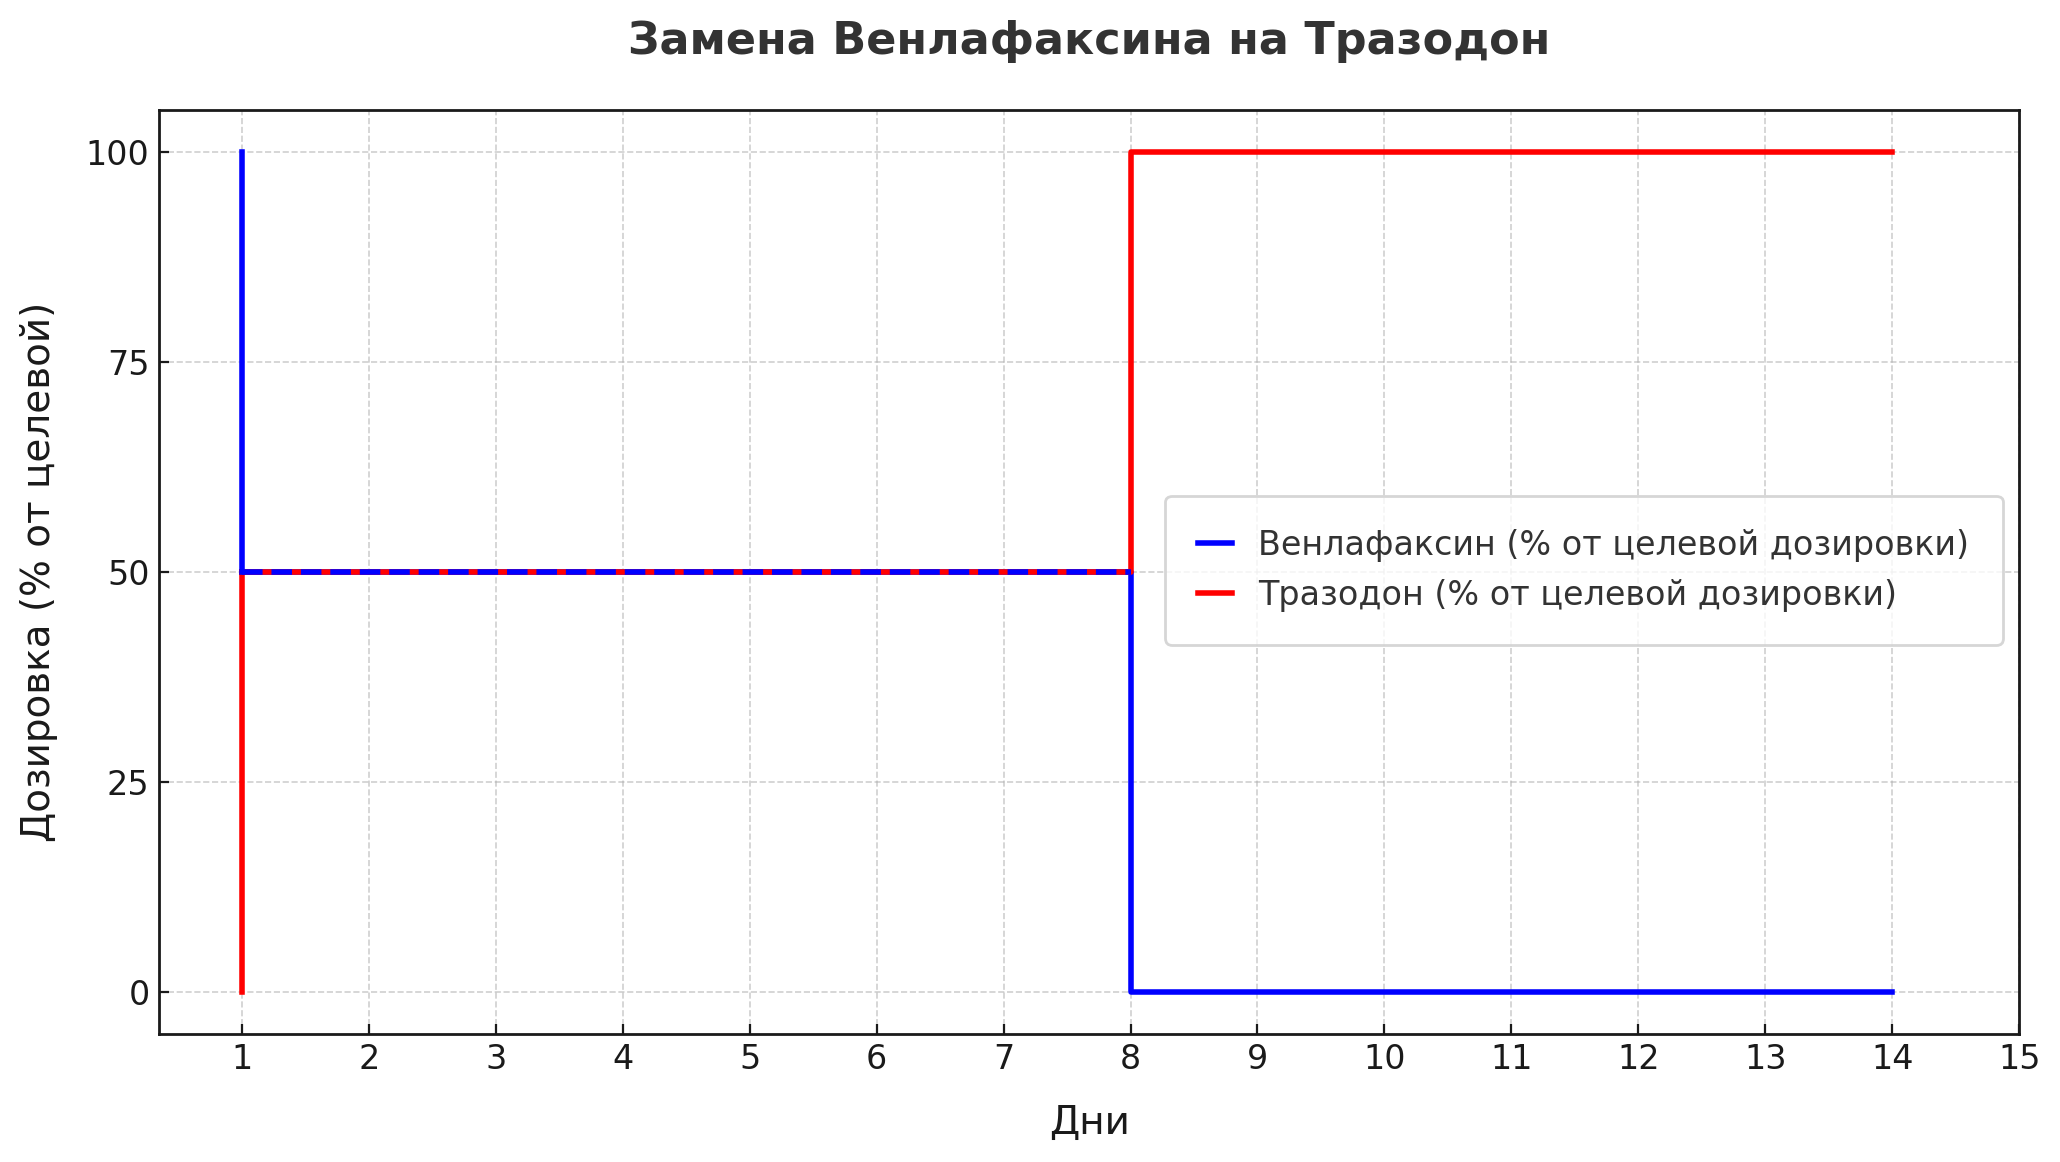 Замена Венлафаксина на Тразодон
Дозировка (% от целевой)
100
75
50
25
0
Венлафаксин (% от целевой дозировки)
Тразодон (% от целевой дозировки)
1 2 3 4 5 6 7 8 9 10 11 12 13 14 15
Дни